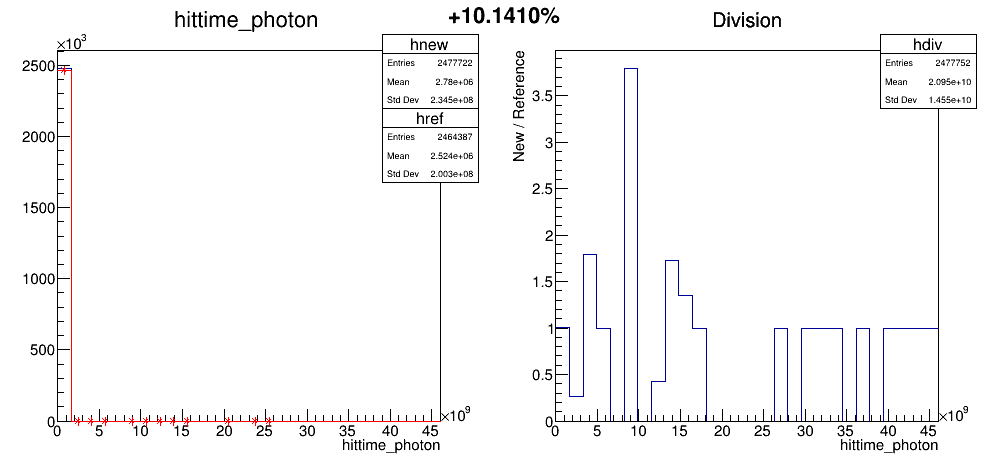 +10.1410%
hittime_photon
×10³
2500
2000
1500
1000
500
0
0 5 10 15 20 25 30 35 40 45
×10⁹
hittime_photon
hnew
Entries 2477722
Mean 2.78e+06
Std Dev 2.345e+08
href
Entries 2464387
Mean 2.524e+06
Std Dev 2.003e+08
Division
New / Reference
3.5
3
2.5
2
1.5
1
0.5
0
0 5 10 15 20 25 30 35 40 45
×10⁹
hittime_photon
hdiv
Entries 2477752
Mean 2.095e+10
Std Dev 1.455e+10